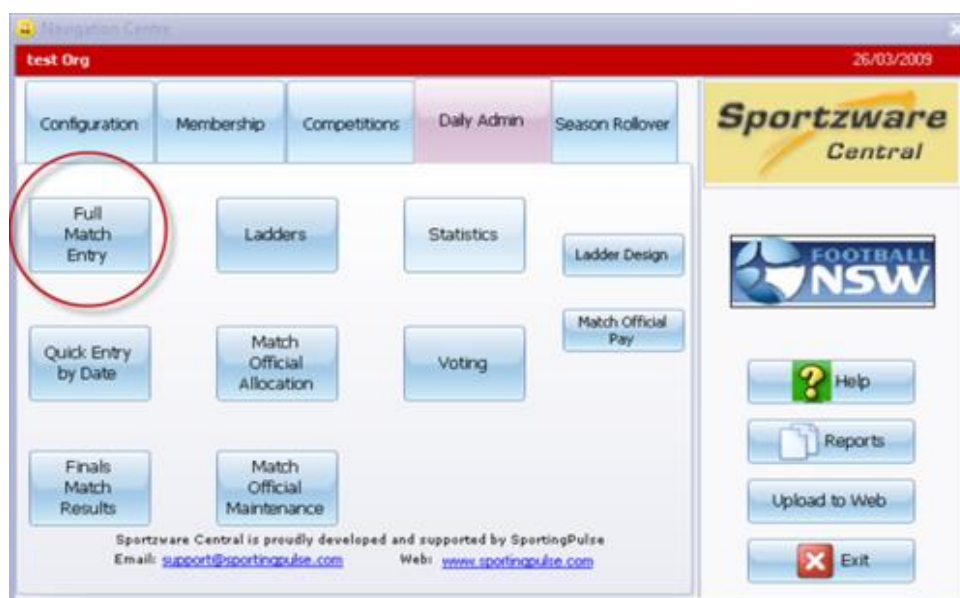 Navigation Centre
test Org 26/03/2009
Configuration Membership Competitions Daily Admin Season Rollover
Sportzware
Central
Full
Match
Entry
Ladders
Statistics
Ladder Design
FOOTBALL
NSW
Match Official
Pay
Quick Entry
by Date
Match
Official
Allocation
Voting
Help
Reports
Finals
Match
Results
Match
Official
Maintenance
Upload to Web
Sportzware Central is proudly developed and supported by SportingPulse
Email: support@sportingpulse.com Web: www.sportingpulse.com
Exit